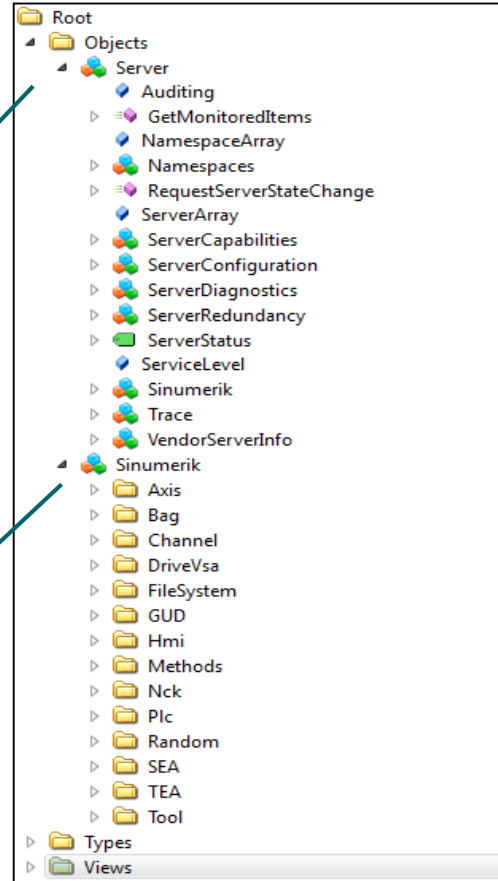 Root
Objects
Server
Auditing
GetMonitoredItems
NamespaceArray
Namespaces
RequestServerStateChange
ServerArray
ServerCapabilities
ServerConfiguration
ServerDiagnostics
ServerRedundancy
ServerStatus
ServiceLevel
Sinumerik
Trace
VendorServerInfo
Sinumerik
Axis
Bag
Channel
DriveVsa
FileSystem
GUD
Hmi
Methods
Nck
Plc
Random
SEA
TEA
Tool
Types
Views